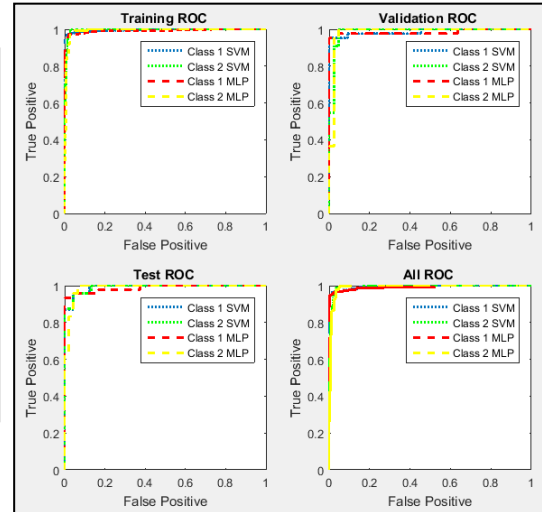 Training ROC
True Positive
1
0.8
0.6
0.4
0.2
0
Class 1 SVM
Class 2 SVM
Class 1 MLP
Class 2 MLP
0 0.2 0.4 0.6 0.8 1
False Positive
Validation ROC
True Positive
1
0.8
0.6
0.4
0.2
0
Class 1 SVM
Class 2 SVM
Class 1 MLP
Class 2 MLP
0 0.2 0.4 0.6 0.8 1
False Positive
Test ROC
True Positive
1
0.8
0.6
0.4
0.2
0
Class 1 SVM
Class 2 SVM
Class 1 MLP
Class 2 MLP
0 0.2 0.4 0.6 0.8 1
False Positive
All ROC
True Positive
1
0.8
0.6
0.4
0.2
0
Class 1 SVM
Class 2 SVM
Class 1 MLP
Class 2 MLP
0 0.2 0.4 0.6 0.8 1
False Positive